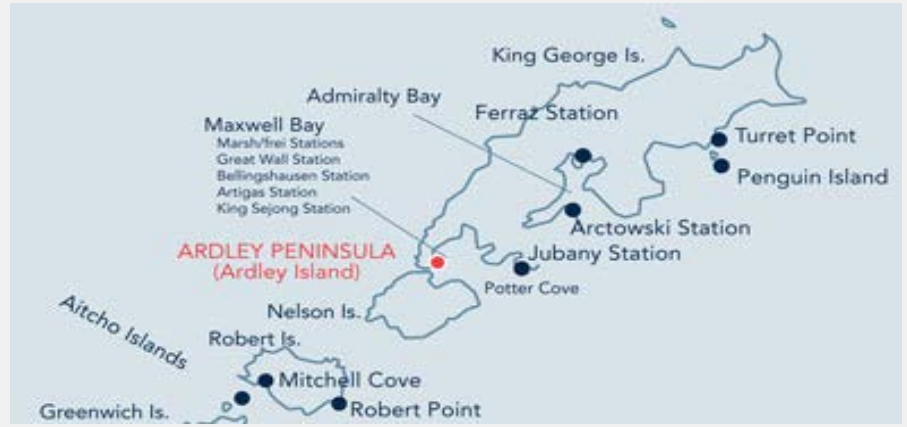 King George Is.
Admiralty Bay
Ferraz Station
Maxwell Bay
Marsh/frei Stations
Great Wall Station
Bellingshausen Station
Artigas Station
King Sejong Station
Turret Point
Penguin Island
Arctowski Station
ARDLEY PENINSULA
(Ardley Island)
Jubany Station
Potter Cove
Nelson Is.
Aitcho Islands
Robert Is.
Mitchell Cove
Robert Point
Greenwich Is.